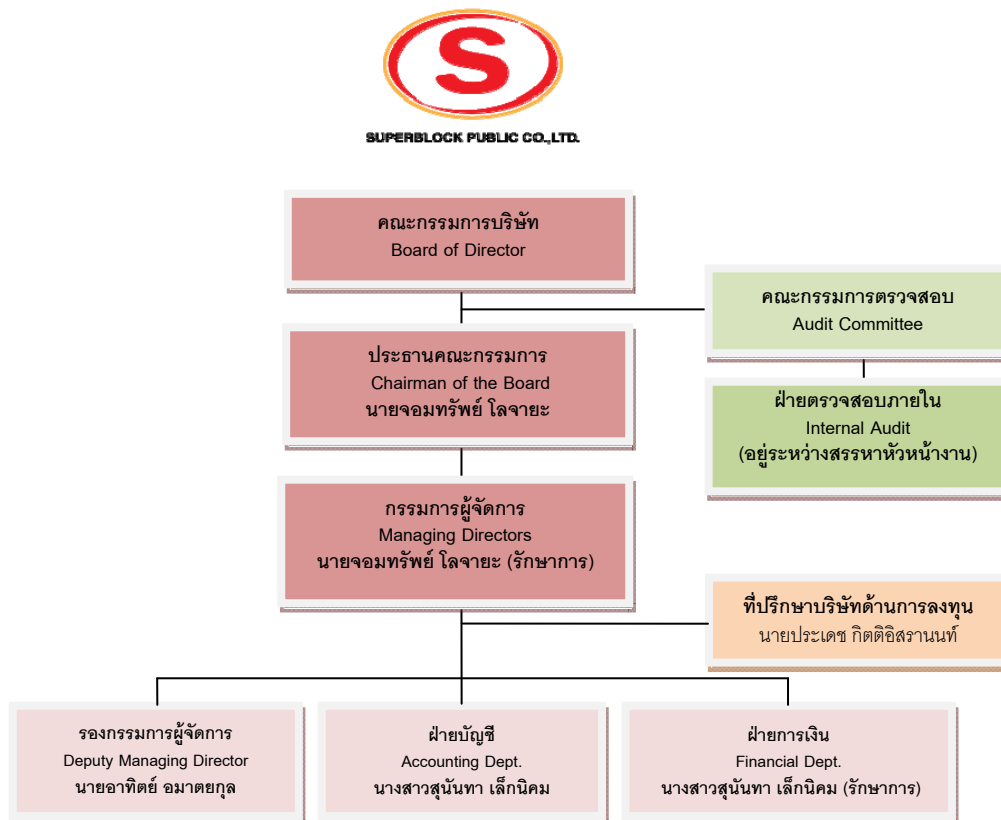 S
SUPERBLOCK PUBLIC CO.,LTD.
คณะกรรมการบริษัท
Board of Director
คณะกรรมการตรวจสอบ
Audit Committee
ประธานคณะกรรมการ
Chairman of the Board
นายจอมทรัพย์ โลจายะ
ฝ่ายตรวจสอบภายใน
Internal Audit
(อยู่ระหว่างสรรหาหัวหน้างาน)
กรรมการผู้จัดการ
Managing Directors
นายจอมทรัพย์ โลจายะ (รักษาการ)
ที่ปรึกษาบริษัทด้านการลงทุน
นายประเดช กิตติอิสรานนท์
รองกรรมการผู้จัดการ
Deputy Managing Director
นายอาทิตย์ อมาตยกุล
ฝ่ายบัญชี
Accounting Dept.
นางสาวสุนันทา เล็กนิคม
ฝ่ายการเงิน
Financial Dept.
นางสาวสุนันทา เล็กนิคม (รักษาการ)